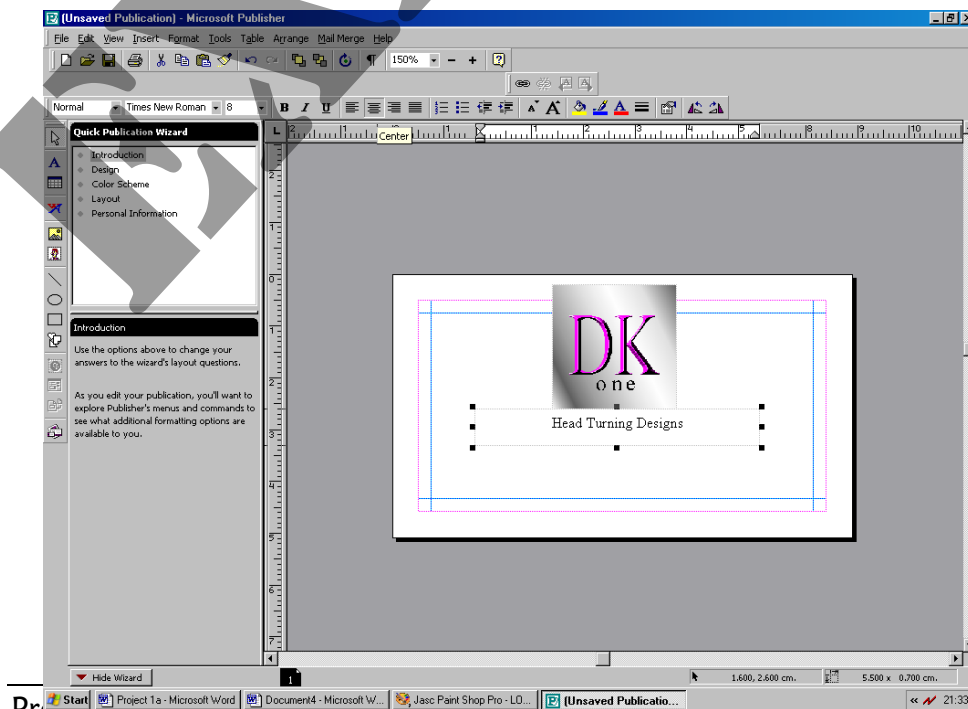 (Unsaved Publication) - Microsoft Publisher
File Edit View Insert Format Tools Table Arrange Mail Merge Help
150%
Normal Times New Roman 8 B I U
Center
Quick Publication Wizard
Introduction
Design
Color Scheme
Layout
Personal Information
Introduction
Use the options above to change your
answers to the wizard's layout questions.
As you edit your publication, you'll want to
explore Publisher's menus and commands to
see what additional formatting options are
available to you.
DK
one
Head Turning Designs
Hide Wizard
1
1.600, 2.600 cm.
5.500 x 0.700 cm.
Start Project 1a - Microsoft Word Document4 - Microsoft W... Jasc Paint Shop Pro - LO... (Unsaved Publicatio... 21:33